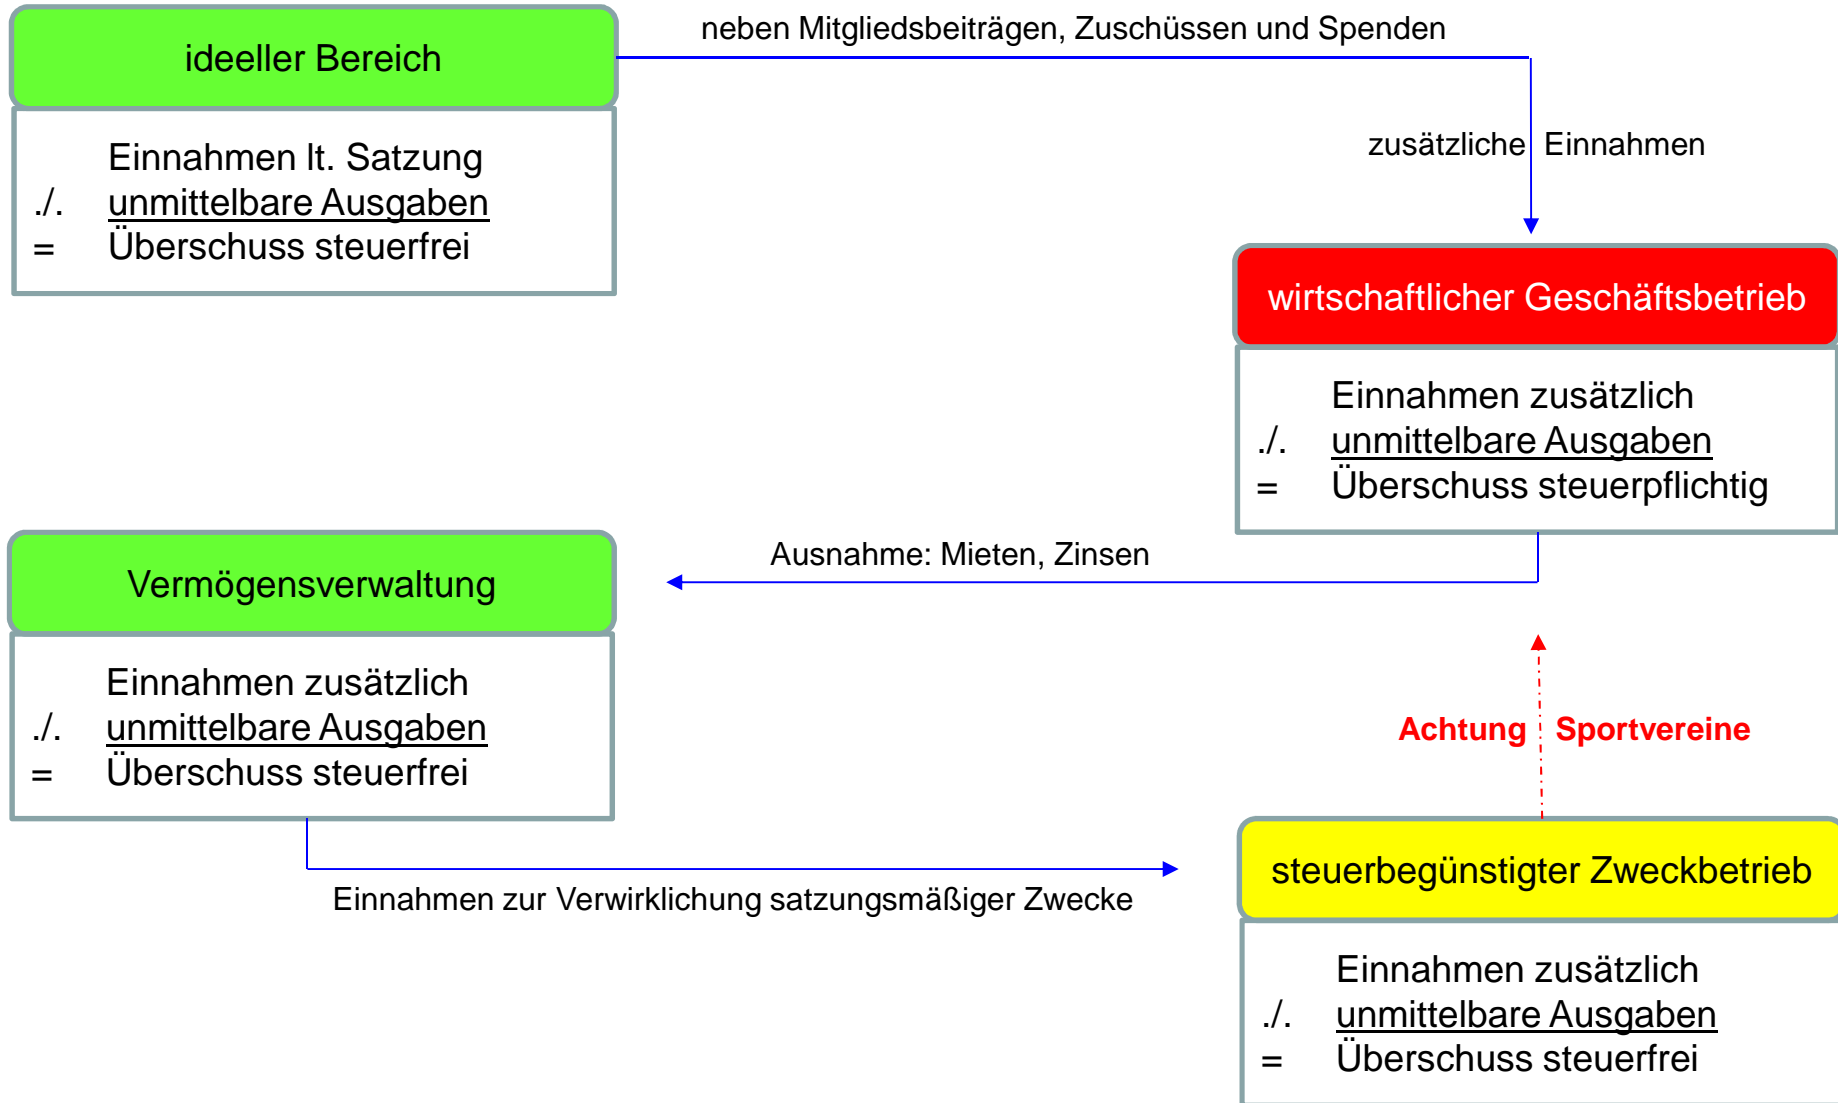 neben Mitgliedsbeiträgen, Zuschüssen und Spenden
ideeller Bereich
Einnahmen lt. Satzung
./. unmittelbare Ausgaben
= Überschuss steuerfrei
zusätzliche Einnahmen
wirtschaftlicher Geschäftsbetrieb
Einnahmen zusätzlich
./. unmittelbare Ausgaben
= Überschuss steuerpflichtig
Ausnahme: Mieten, Zinsen
Vermögensverwaltung
Einnahmen zusätzlich
./. unmittelbare Ausgaben
= Überschuss steuerfrei
Achtung Sportvereine
Einnahmen zur Verwirklichung satzungsmäßiger Zwecke
steuerbegünstigter Zweckbetrieb
Einnahmen zusätzlich
./. unmittelbare Ausgaben
= Überschuss steuerfrei